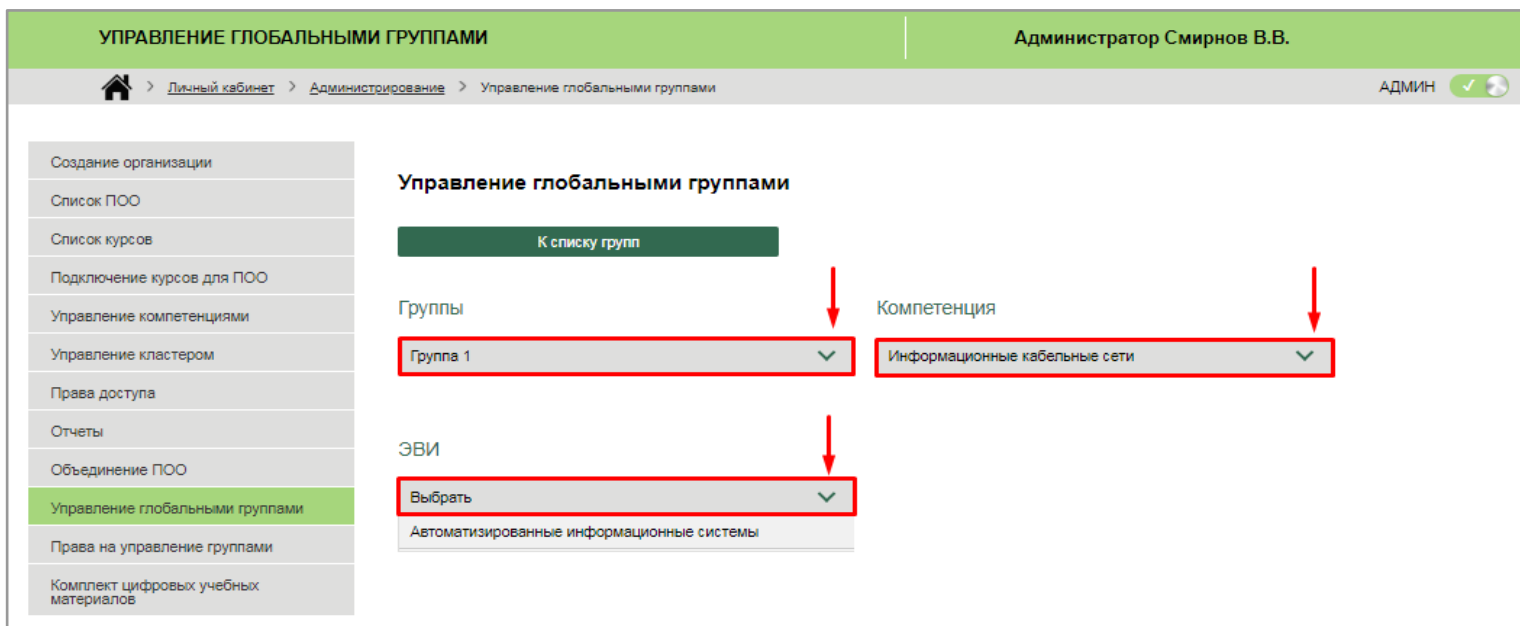 УПРАВЛЕНИЕ ГЛОБАЛЬНЫМИ ГРУППАМИ
Администратор Смирнов В.В.
> Личный кабинет > Администрирование > Управление глобальными группами
АДМИН
Создание организации
Список ПОО
Список курсов
Подключение курсов для ПОО
Управление компетенциями
Управление кластером
Права доступа
Отчеты
Объединение ПОО
Управление глобальными группами
Права на управление группами
Комплект цифровых учебных
материалов
Управление глобальными группами
К списку групп
Группы
Группа 1
Компетенция
Информационные кабельные сети
ЭВИ
Выбрать
Автоматизированные информационные системы